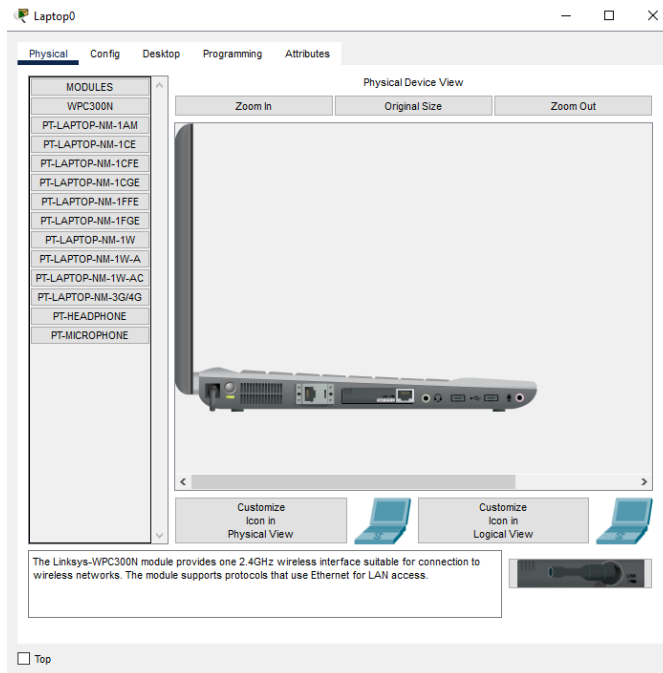 Laptop0
Physical Config Desktop Programming Attributes
MODULES
WPC300N
PT-LAPTOP-NM-1AM
PT-LAPTOP-NM-1CE
PT-LAPTOP-NM-1CFE
PT-LAPTOP-NM-1CGE
PT-LAPTOP-NM-1FFE
PT-LAPTOP-NM-1FGE
PT-LAPTOP-NM-1W
PT-LAPTOP-NM-1W-A
PT-LAPTOP-NM-1W-AC
PT-LAPTOP-NM-3G/4G
PT-HEADPHONE
PT-MICROPHONE
Physical Device View
Zoom In Original Size Zoom Out
Customize
Icon in
Physical View
Customize
Icon in
Logical View
The Linksys-WPC300N module provides one 2.4GHz wireless interface suitable for connection to
wireless networks. The module supports protocols that use Ethernet for LAN access.
LINK
Top